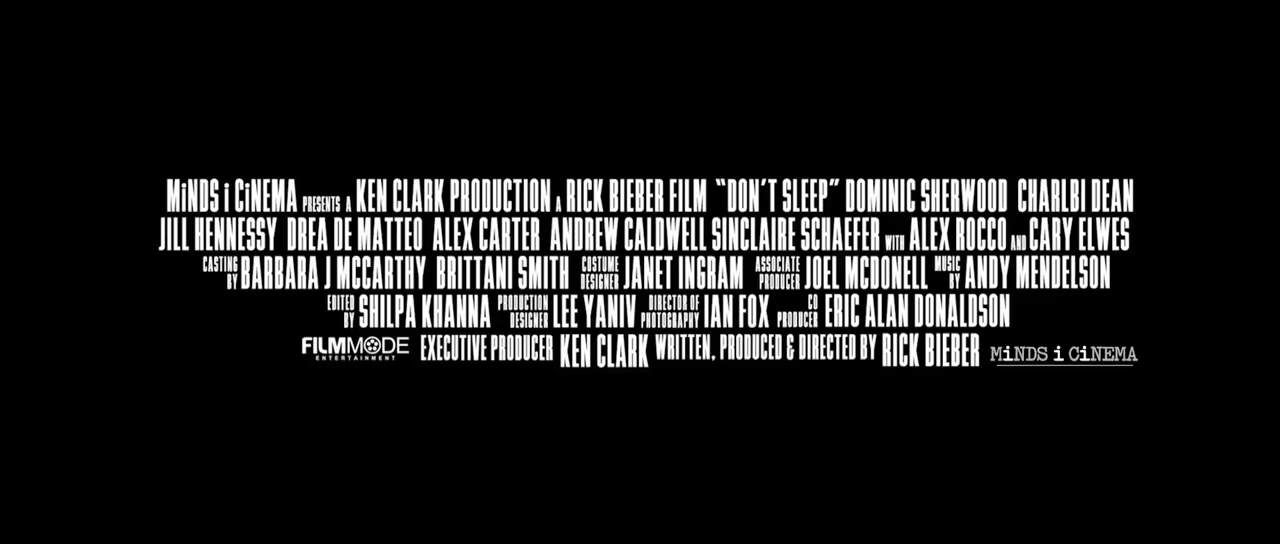 MiNDS i CiNEMA PRESENTS A KEN CLARK PRODUCTION A RICK BIEBER FILM “DON’T SLEEP” DOMINIC SHERWOOD CHARLBI DEAN
JILL HENNESSY DREA DE MATTEO ALEX CARTER ANDREW CALDWELL SINCLAIRE SCHAEFER WITH ALEX ROCCO AND CARY ELWES
CASTING BY BARBARA J MCCARTHY BRITTANI SMITH COSTUME DESIGNER JANET INGRAM ASSOCIATE PRODUCER JOEL MCDONELL MUSIC BY ANDY MENDELSON
EDITED BY SHILPA KHANNA PRODUCTION DESIGNER LEE YANIV DIRECTOR OF PHOTOGRAPHY IAN FOX CO PRODUCER ERIC ALAN DONALDSON
FILMMODE ENTERTAINMENT EXECUTIVE PRODUCER KEN CLARK WRITTEN, PRODUCED & DIRECTED BY RICK BIEBER MiNDS i CiNEMA